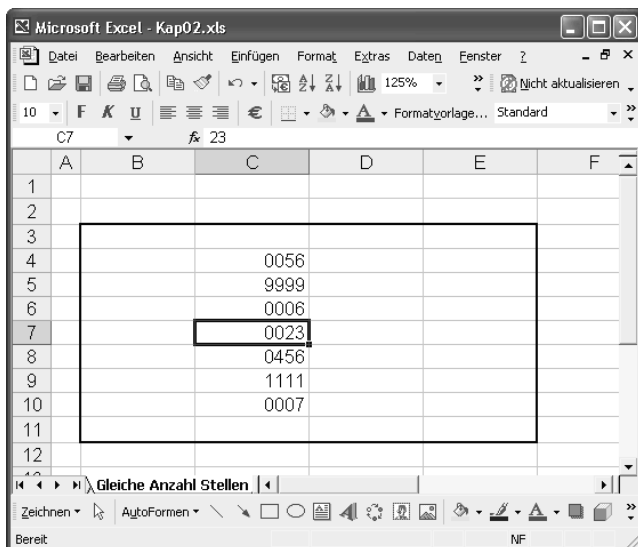 Microsoft Excel - Kap02.xls
Datei Bearbeiten Ansicht Einfügen Format Extras Daten Fenster ?
125% Nicht aktualisieren
10 F K U € Formatvorlage... Standard
C7 fx 23
A B C D E F
1
2
3
4 0056
5 9999
6 0006
7 0023
8 0456
9 1111
10 0007
11
12
Gleiche Anzahl Stellen
Zeichnen AutoFormen
Bereit NF